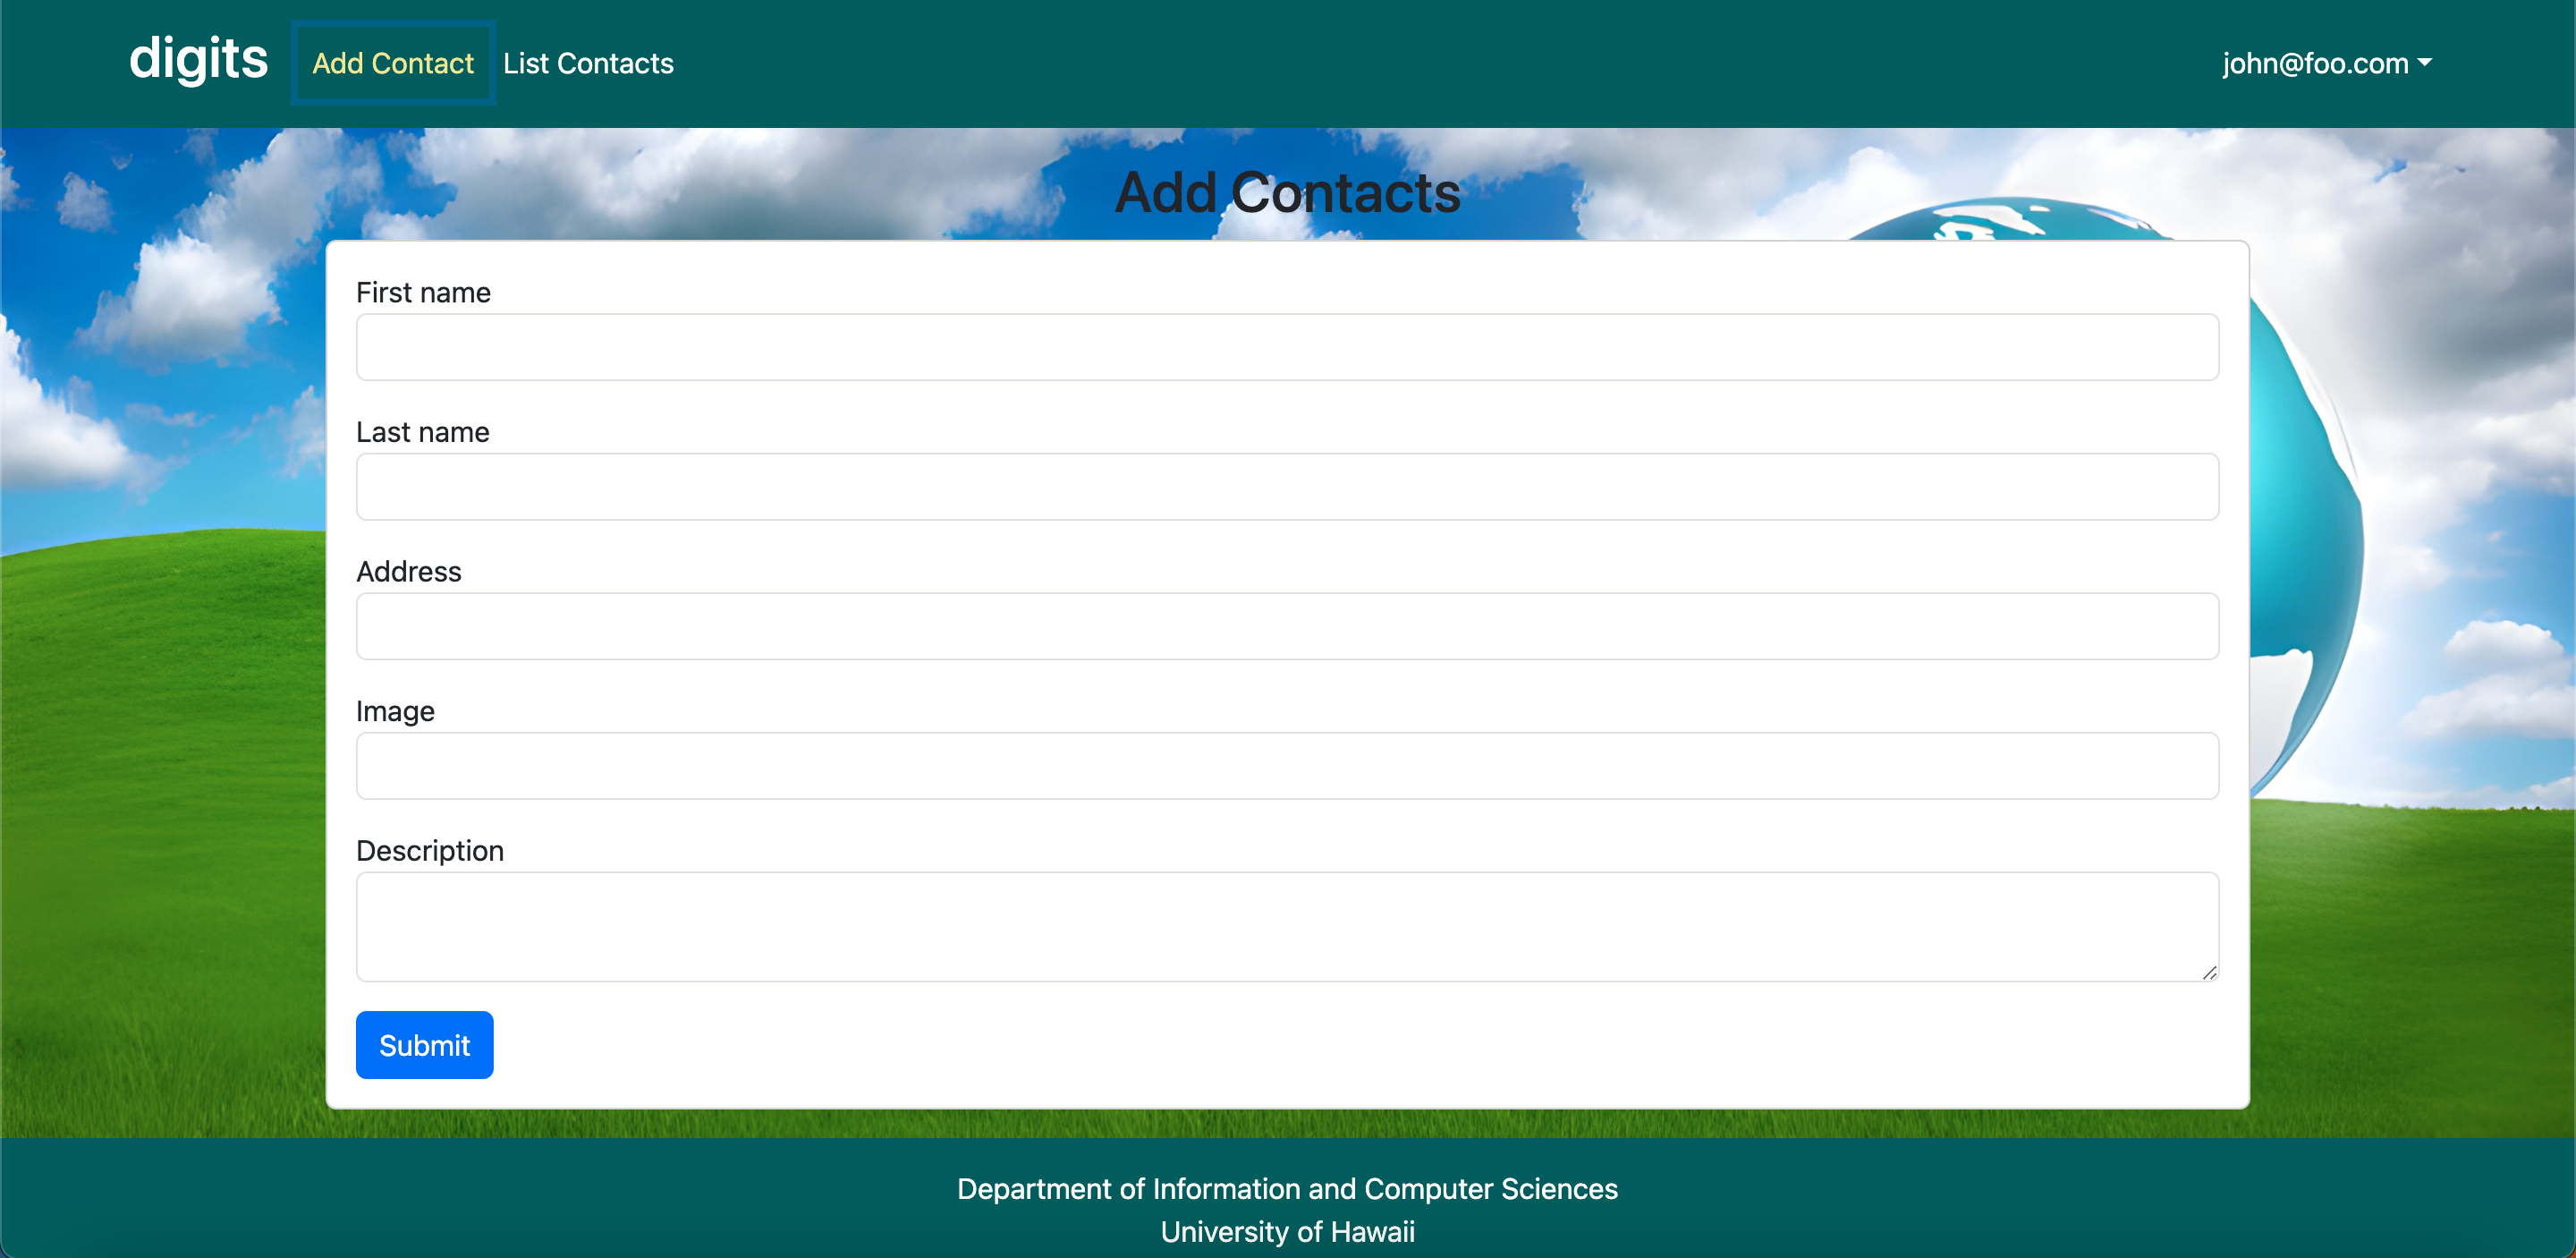 digits
Add Contact
List Contacts
john@foo.com
Add Contacts
First name
Last name
Address
Image
Description
Submit
Department of Information and Computer Sciences
University of Hawaii